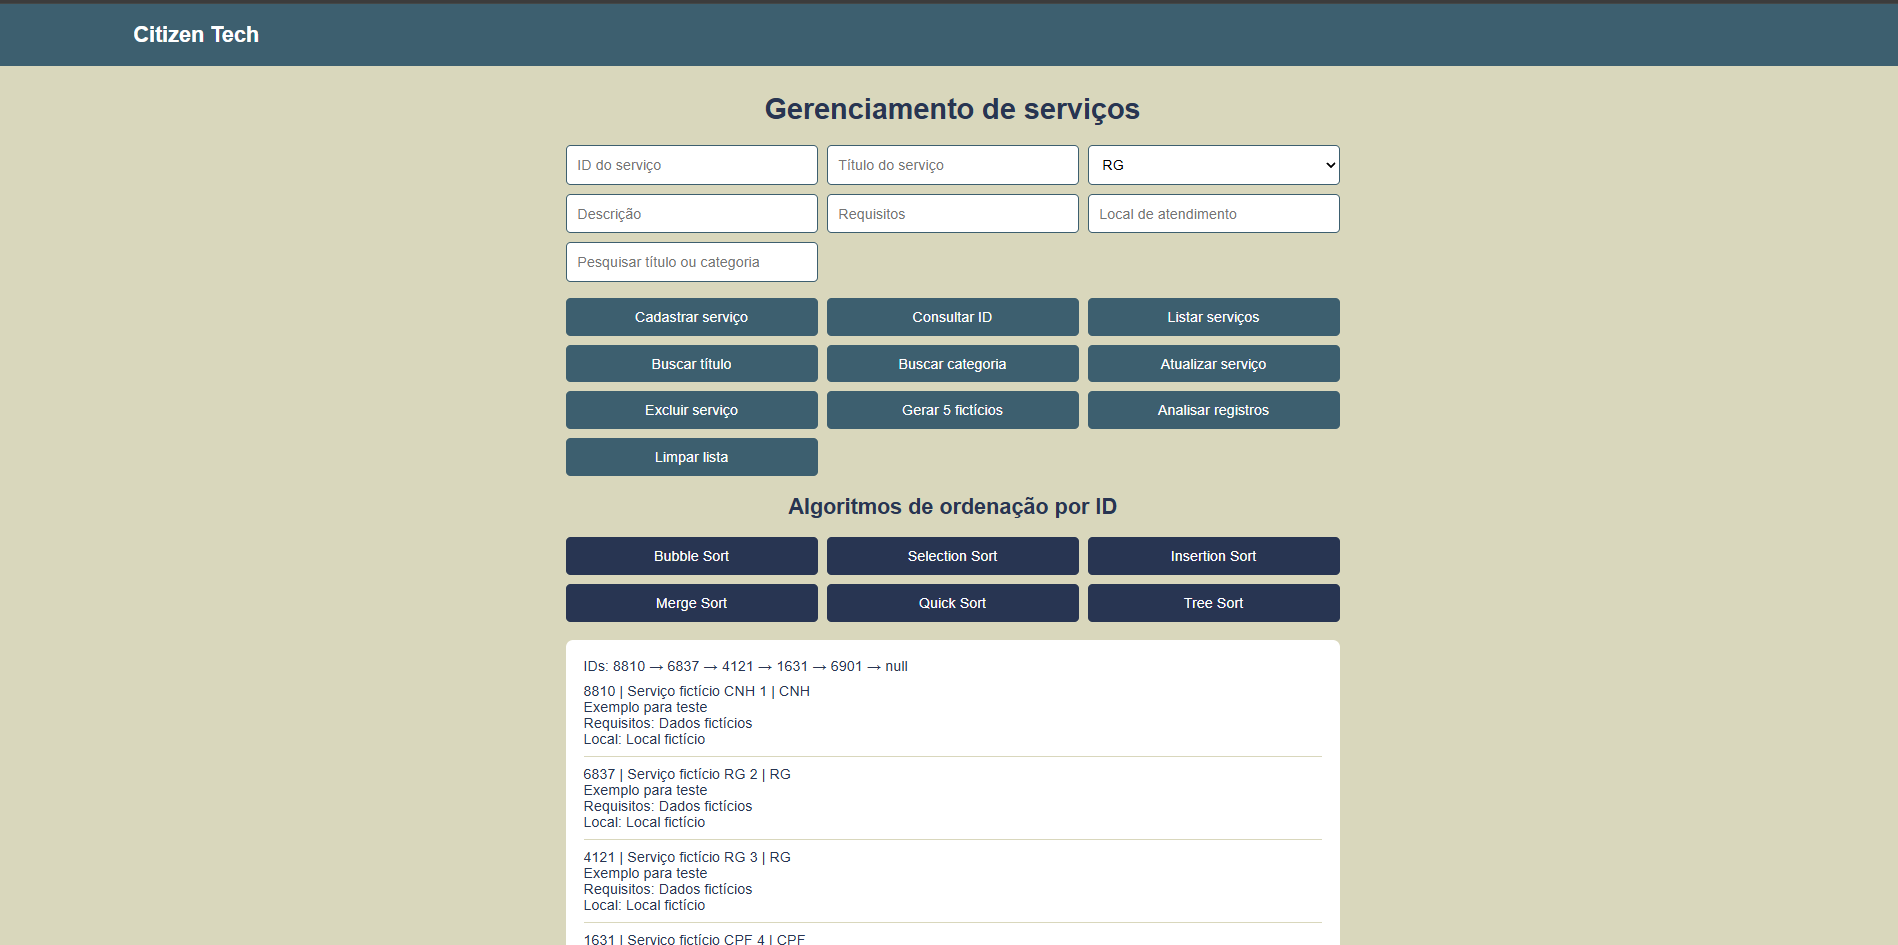 Citizen Tech
Gerenciamento de serviços
ID do serviço
Título do serviço
RG
Descrição
Requisitos
Local de atendimento
Pesquisar título ou categoria
Cadastrar serviço
Consultar ID
Listar serviços
Buscar título
Buscar categoria
Atualizar serviço
Excluir serviço
Gerar 5 fictícios
Analisar registros
Limpar lista
Algoritmos de ordenação por ID
Bubble Sort
Selection Sort
Insertion Sort
Merge Sort
Quick Sort
Tree Sort
IDs: 8810 → 6837 → 4121 → 1631 → 6901 → null
8810 | Serviço fictício CNH 1 | CNH
Exemplo para teste
Requisitos: Dados fictícios
Local: Local fictício
6837 | Serviço fictício RG 2 | RG
Exemplo para teste
Requisitos: Dados fictícios
Local: Local fictício
4121 | Serviço fictício RG 3 | RG
Exemplo para teste
Requisitos: Dados fictícios
Local: Local fictício
1631 | Serviço fictício CPF 4 | CPF